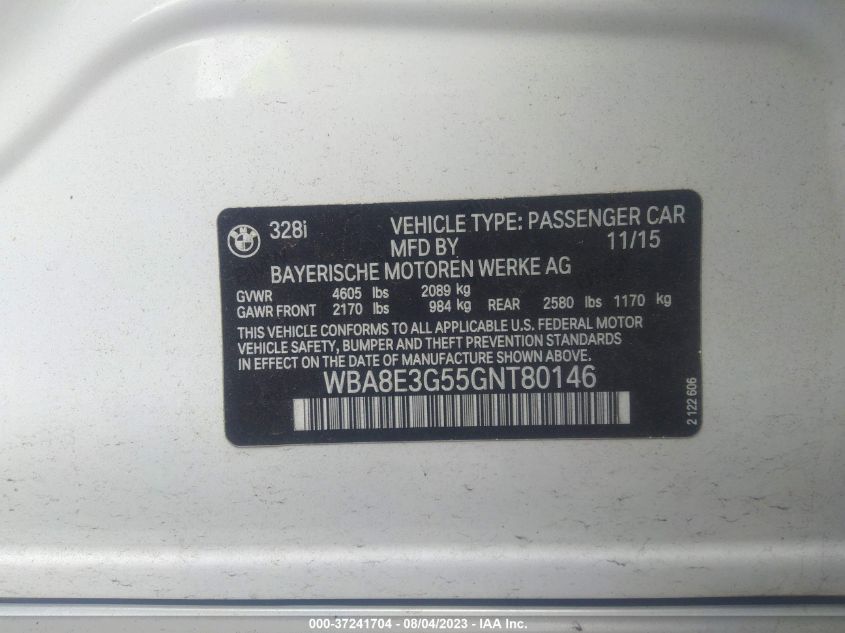 BMW 328i VEHICLE TYPE: PASSENGER CAR
MFD BY 11/15
BAYERISCHE MOTOREN WERKE AG
GVWR 4605 lbs 2089 kg
GAWR FRONT 2170 lbs 984 kg REAR 2580 lbs 1170 kg
THIS VEHICLE CONFORMS TO ALL APPLICABLE U.S. FEDERAL MOTOR
VEHICLE SAFETY, BUMPER AND THEFT PREVENTION STANDARDS
IN EFFECT ON THE DATE OF MANUFACTURE SHOWN ABOVE.
WBA8E3G55GNT80146
2 122 606
000-37241704 - 08/04/2023 - IAA Inc.